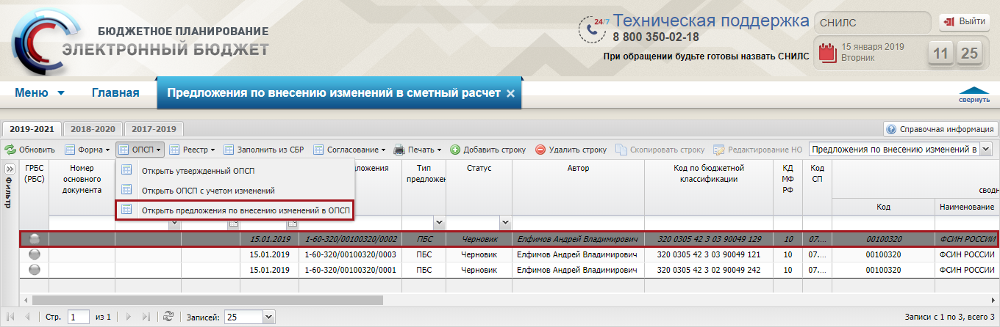 БЮДЖЕТНОЕ ПЛАНИРОВАНИЕ
ЭЛЕКТРОННЫЙ БЮДЖЕТ
24/7 Техническая поддержка
8 800 350-02-18
При обращении будьте готовы назвать СНИЛС
СНИЛС
Выйти
15 января 2019
Вторник
11 25
Меню Главная Предложения по внесению изменений в сметный расчет
свернуть
2019-2021 2018-2020 2017-2019 Справочная информация
Обновить Форма ОПСП Реестр Заполнить из СБР Согласование Печать Добавить строку Удалить строку Скопировать строку Редактирование НО Предложения по внесению изменений в
Фильтр
ГРБС (РБС)
Номер основного документа
Открыть утвержденный ОПСП
Открыть ОПСП с учетом изменений
Открыть предложения по внесению изменений в ОПСП
Тип предложен
Статус
Автор
Код по бюджетной классификации
КД МФ РФ
Код СП
сводн
Код
Наименование
15.01.2019 1-60-320/00100320/0002 ПБС Черновик Елфимов Андрей Владимирович 320 0305 42 3 03 90049 129 10 07.... 00100320 ФСИН РОССИИ
15.01.2019 1-60-320/00100320/0003 ПБС Черновик Елфимов Андрей Владимирович 320 0305 42 3 03 90049 121 10 07.... 00100320 ФСИН РОССИИ
15.01.2019 1-60-320/00100320/0001 ПБС Черновик Елфимов Андрей Владимирович 320 0305 42 3 02 90049 242 10 07.... 00100320 ФСИН РОССИИ
Стр. 1 из 1 Записей: 25 Записи с 1 по 3, всего 3